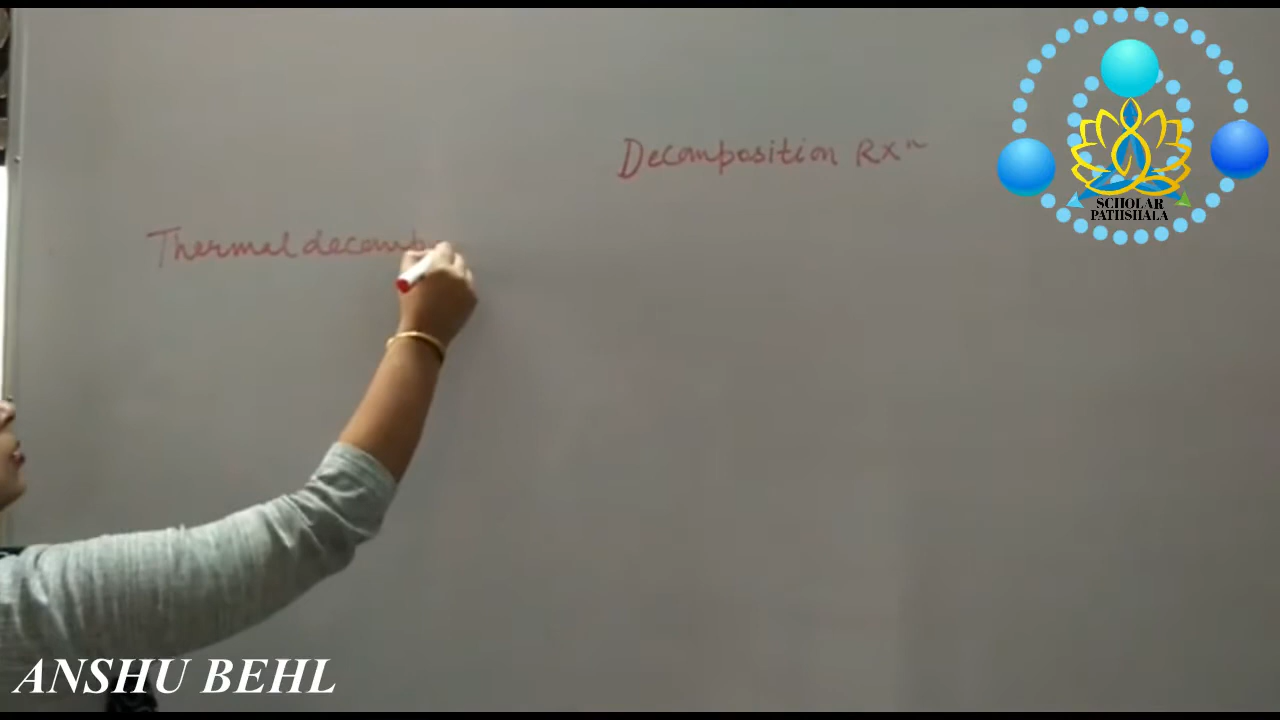 Decomposition Rxⁿ
Thermal decomp
SCHOLAR
PATHSHALA
ANSHU BEHL